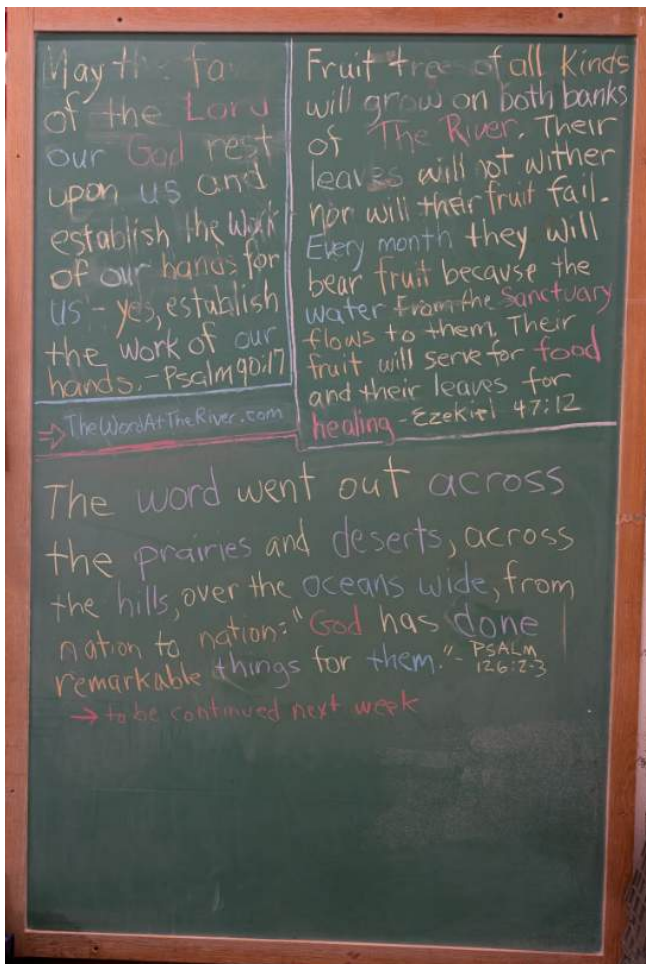 May the fa
of the Lord
our God rest
upon us and
establish the work
of our hands for
us - yes, establish
the work of our
hands. - Psalm 90:17
→ TheWordAtTheRiver.com
Fruit trees of all kinds
will grow on both banks
of The River. Their
leaves will not wither
nor will their fruit fail.
Every month they will
bear fruit because the
water from the Sanctuary
flows to them. Their
fruit will serve for food
and their leaves for
healing - Ezekiel 47:12
The word went out across
the prairies and deserts, across
the hills, over the oceans wide, from
nation to nation: "God has done
remarkable things for them." - PSALM
126:2-3
→ to be continued next week